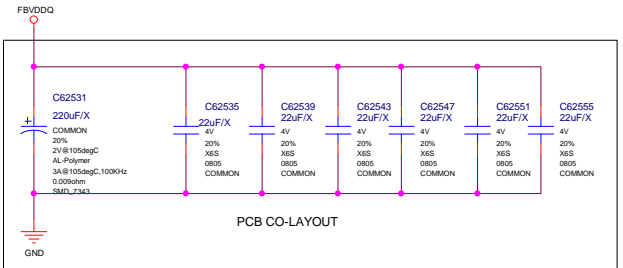 FBVDDQ
C62531
220uF/X
+
COMMON
20%
2V@105degC
AL-Polymer
3A@105degC,100KHz
0.009ohm
SMD_7343
C62535
22uF/X
4V
20%
X6S
0805
COMMON
C62539
22uF/X
4V
20%
X6S
0805
COMMON
C62543
22uF/X
4V
20%
X6S
0805
COMMON
C62547
22uF/X
4V
20%
X6S
0805
COMMON
C62551
22uF/X
4V
20%
X6S
0805
COMMON
C62555
22uF/X
4V
20%
X6S
0805
COMMON
PCB CO-LAYOUT
GND